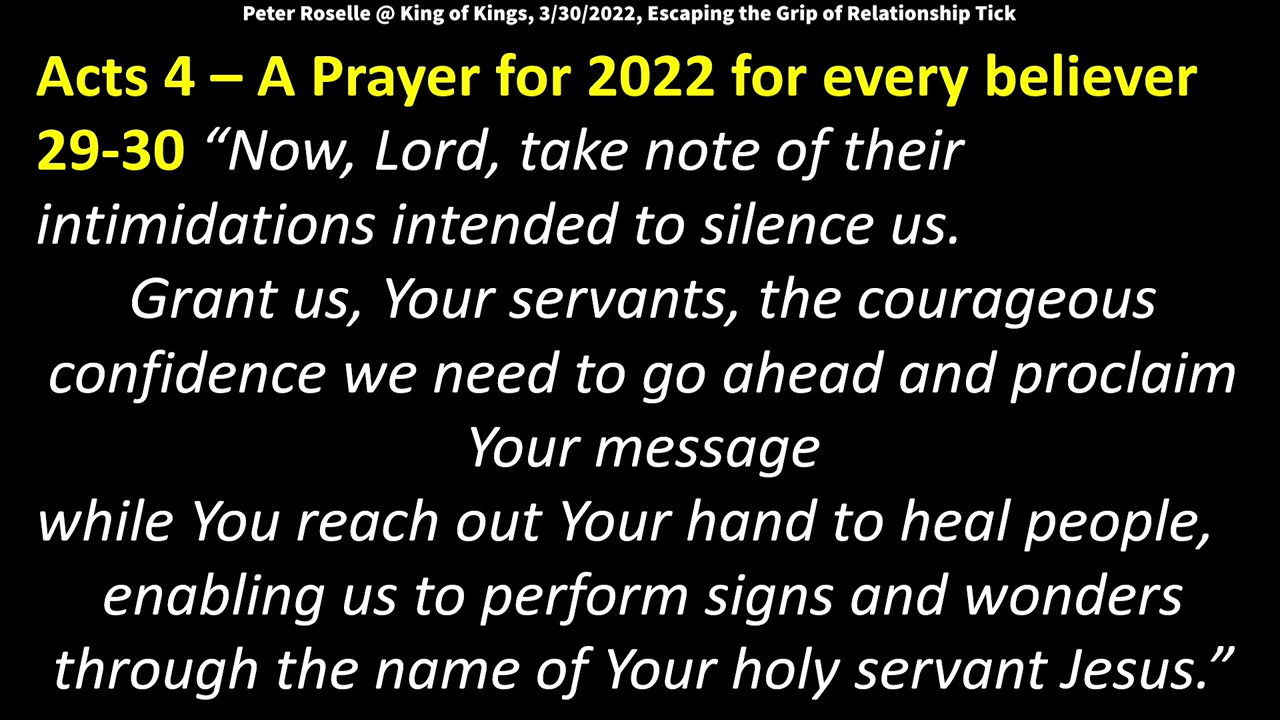 Peter Roselle @ King of Kings, 3/30/2022, Escaping the Grip of Relationship Tick
Acts 4 – A Prayer for 2022 for every believer
29-30 “Now, Lord, take note of their
intimidations intended to silence us.
Grant us, Your servants, the courageous
confidence we need to go ahead and proclaim
Your message
while You reach out Your hand to heal people,
enabling us to perform signs and wonders
through the name of Your holy servant Jesus.”